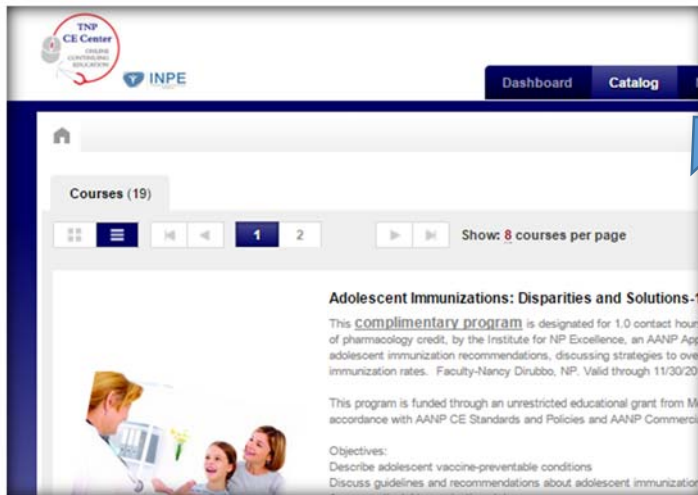 TNP
CE Center
ONLINE
CONTINUING
EDUCATION
INPE
Dashboard Catalog
Courses (19)
1 2 Show: 8 courses per page
Adolescent Immunizations: Disparities and Solutions-
This complimentary program is designated for 1.0 contact
of pharmacology credit, by the Institute for NP Excellence, an AANP
adolescent immunization recommendations, discussing strategies to
immunization rates. Faculty-Nancy Dirubbo, NP. Valid through
This program is funded through an unrestricted educational grant from
accordance with AANP CE Standards and Policies and AANP
Objectives:
Describe adolescent vaccine-preventable conditions
Discuss guidelines and recommendations about adolescent